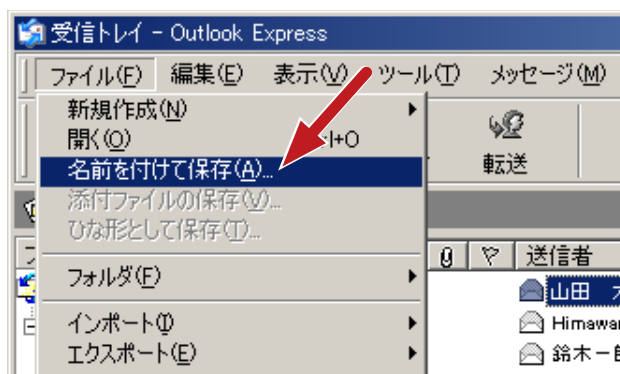 受信トレイ - Outlook Express
ファイル(F) 編集(E) 表示(V) ツール(T) メッセージ(M)
新規作成(N)
開く(O)
名前を付けて保存(A)...
転送
添付ファイルの保存(V)...
ひな形として保存(T)...
送信者
フォルダ(F)
山田
インポート(I)
エクスポート(E)
鈴木一